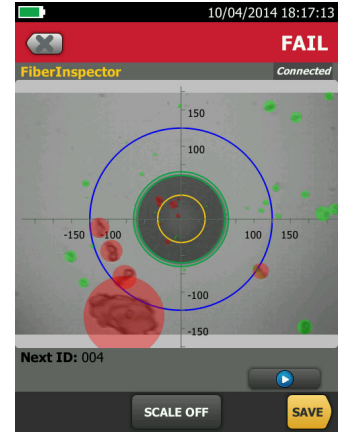 10/04/2014 18:17:13
FAIL
FiberInspector Connected
150
100
-150 -100 100 150
-100
-150
Next ID: 004
SCALE OFF SAVE